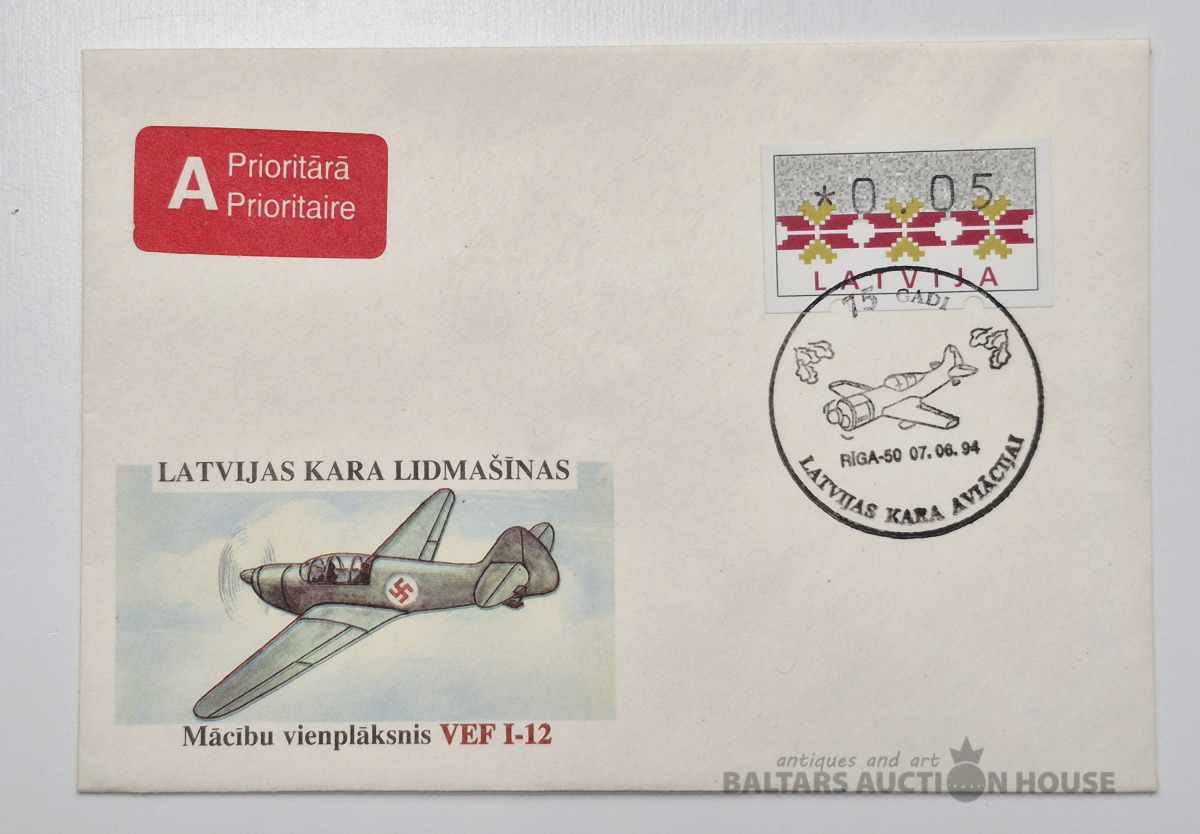 A Prioritārā
Prioritaire
*0.05
LATVIJA
75 GADI
RĪGA-50 07.06.94
LATVIJAS KARA AVIĀCIJAI
LATVIJAS KARA LIDMAŠĪNAS
Mācību vienplāksnis VEF I-12
antiques and art
BALTARS AUCTION HOUSE